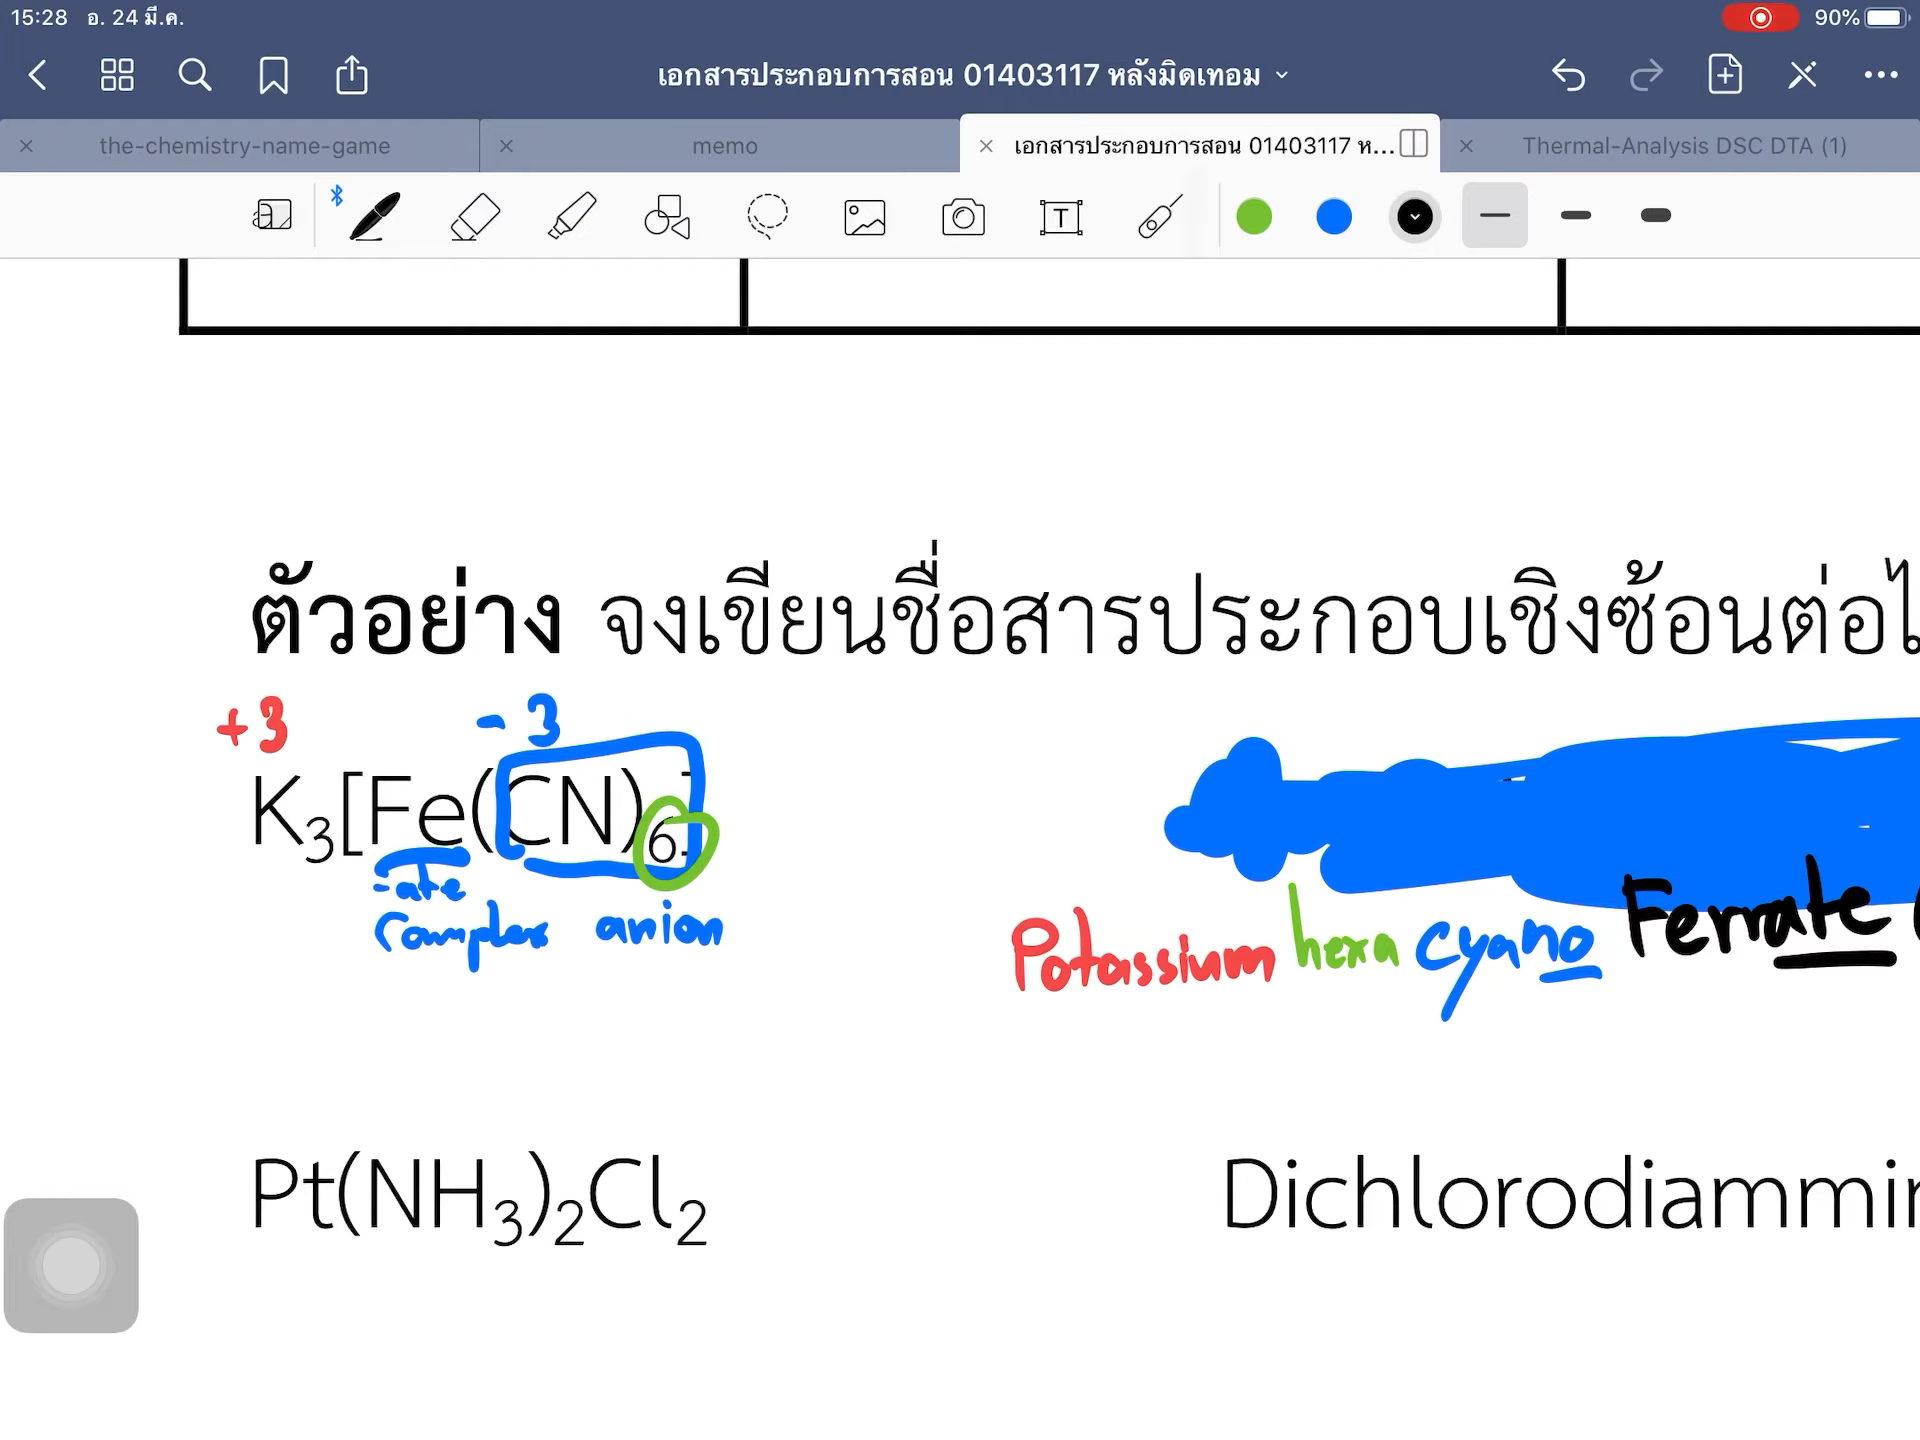 15:28 อ. 24 มี.ค. 90%
เอกสารประกอบการสอน 01403117 หลังมิดเทอม
the-chemistry-name-game memo เอกสารประกอบการสอน 01403117 ห... Thermal-Analysis DSC DTA (1)
ตัวอย่าง จงเขียนชื่อสารประกอบเชิงซ้อนต่อไ
+3 -3
K3[Fe(CN)6]
-ate
Complex anion
Potassium hexa cyano Ferrate (
Pt(NH3)2Cl2 Dichlorodiammin